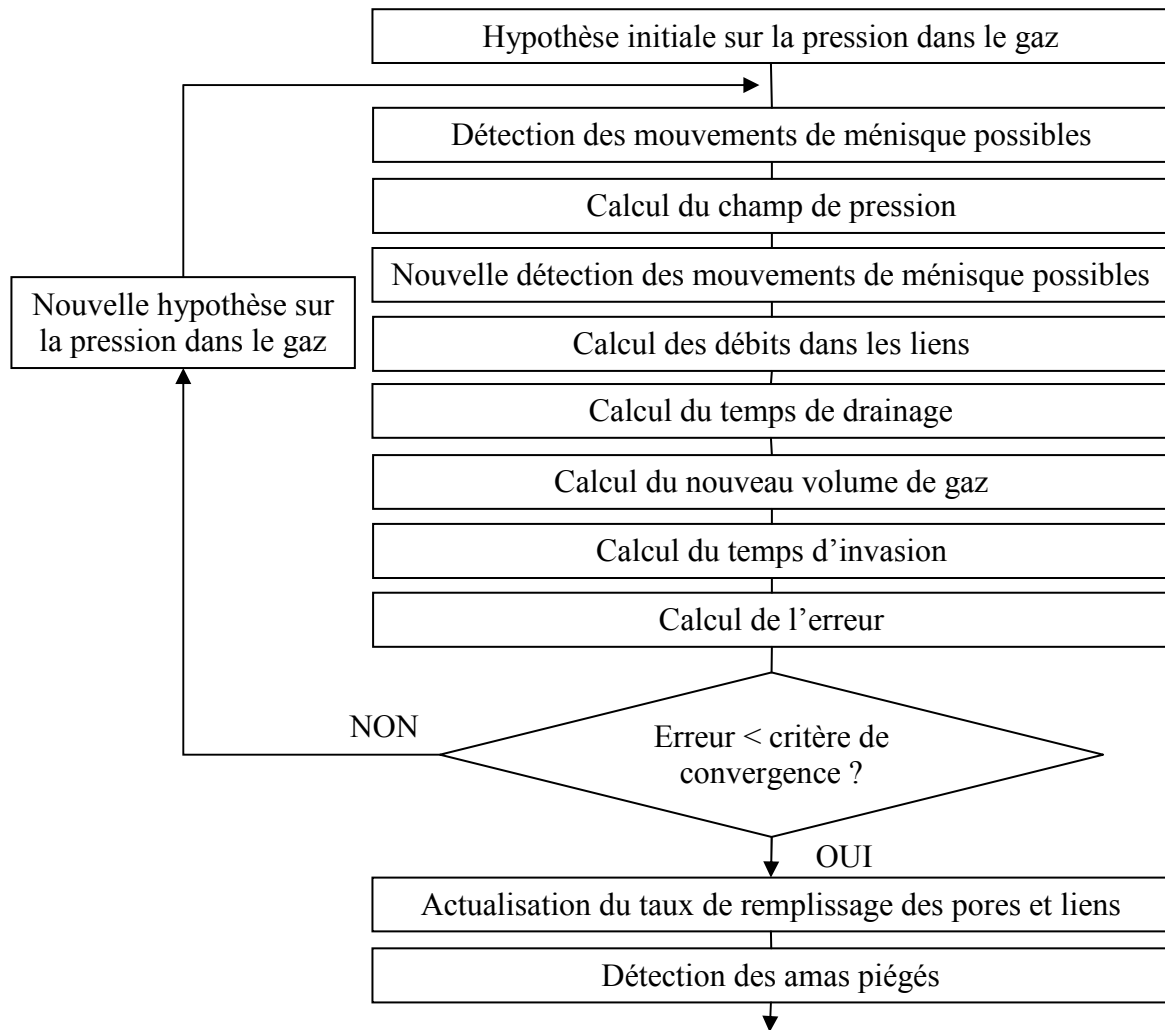 Hypothèse initiale sur la pression dans le gaz
Détection des mouvements de ménisque possibles
Calcul du champ de pression
Nouvelle détection des mouvements de ménisque possibles
Nouvelle hypothèse sur
la pression dans le gaz
Calcul des débits dans les liens
Calcul du temps de drainage
Calcul du nouveau volume de gaz
Calcul du temps d’invasion
Calcul de l’erreur
NON
Erreur < critère de
convergence ?
OUI
Actualisation du taux de remplissage des pores et liens
Détection des amas piégés